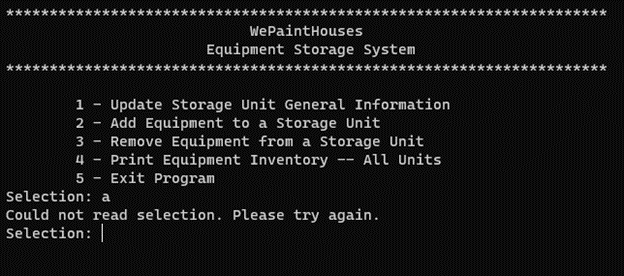 *********************************************************************
WePaintHouses
Equipment Storage System
*********************************************************************
1 - Update Storage Unit General Information
2 - Add Equipment to a Storage Unit
3 - Remove Equipment from a Storage Unit
4 - Print Equipment Inventory -- All Units
5 - Exit Program
Selection: a
Could not read selection. Please try again.
Selection: